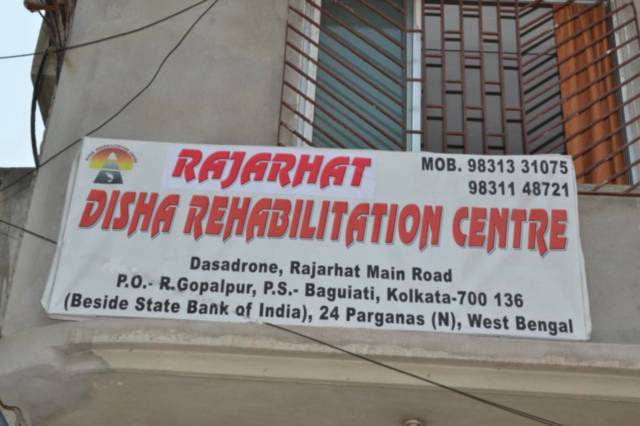 RAJARHAT
MOB. 98313 31075
98311 48721
DISHA REHABILITATION CENTRE
Dasadrone, Rajarhat Main Road
P.O.- R.Gopalpur, P.S.- Baguiati, Kolkata-700 136
(Beside State Bank of India), 24 Parganas (N), West Bengal